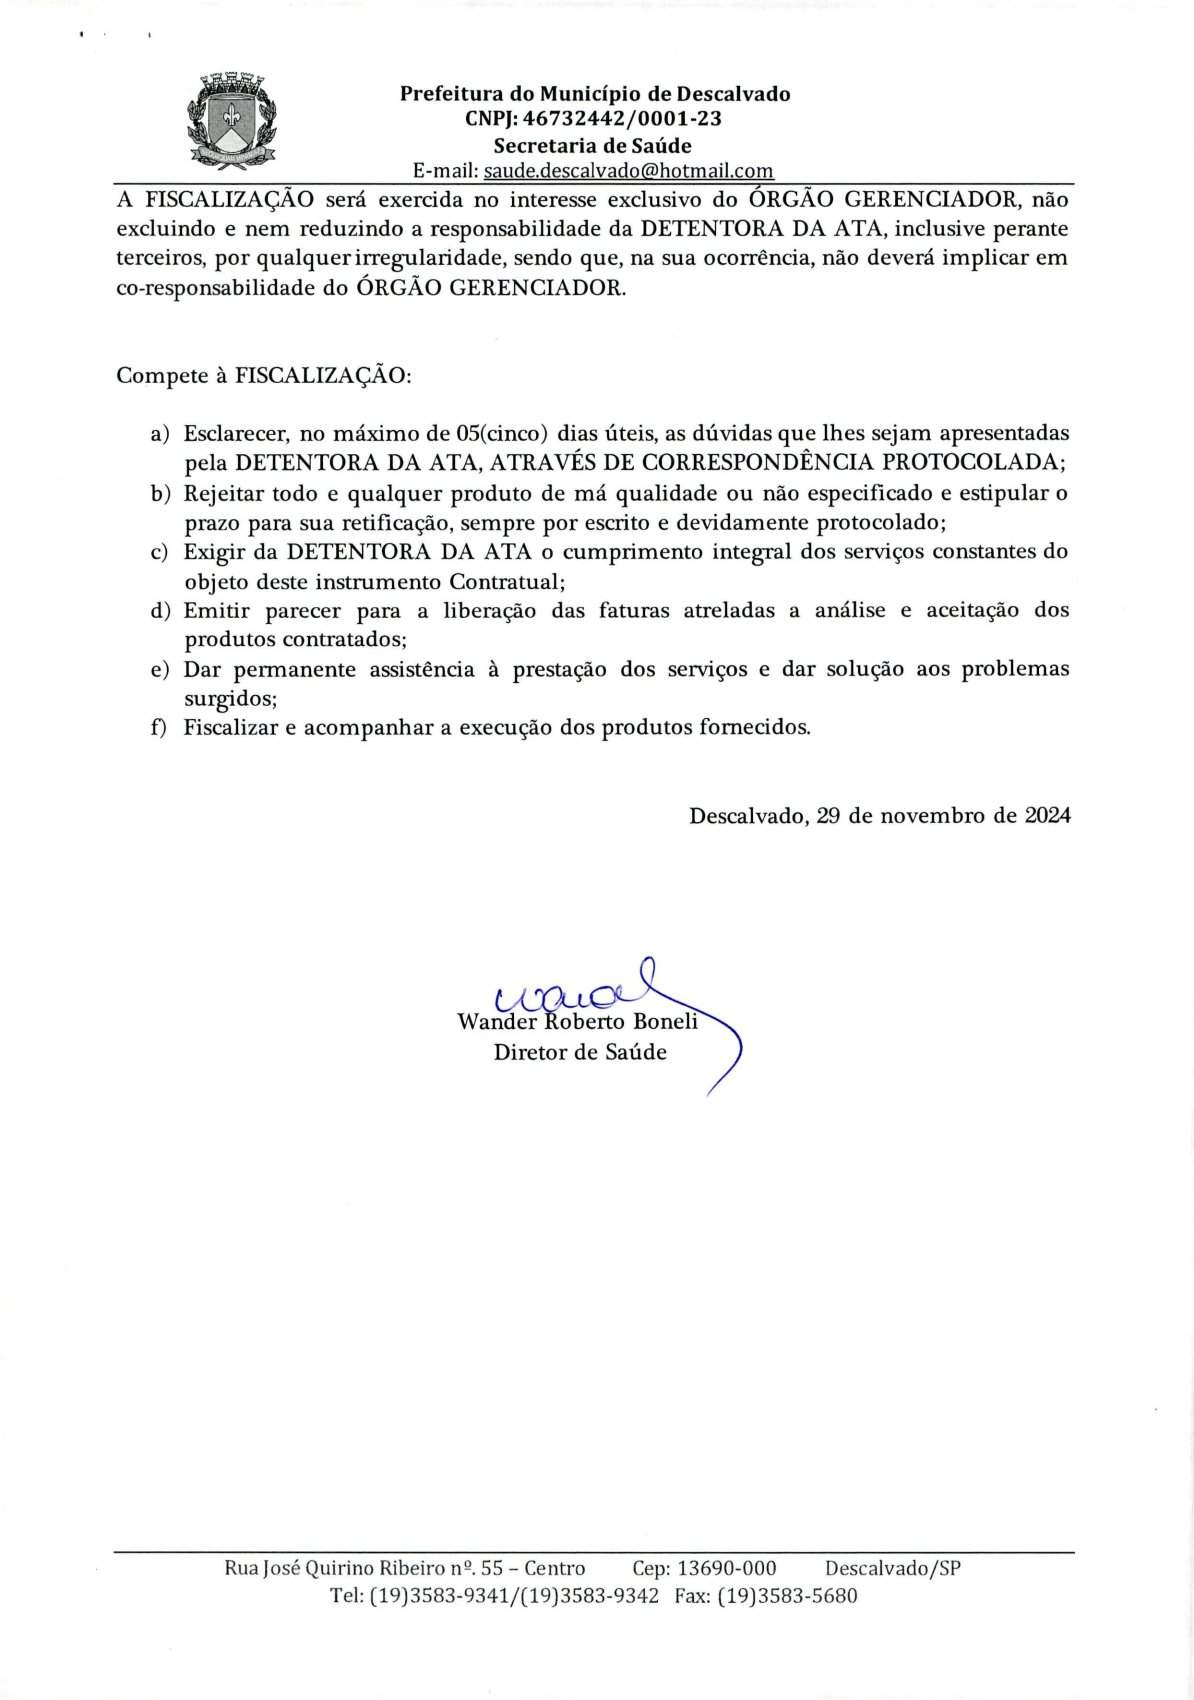 Prefeitura do Município de Descalvado
CNPJ: 46732442/0001-23
Secretaria de Saúde
E-mail: saude.descalvado@hotmail.com
A FISCALIZAÇÃO será exercida no interesse exclusivo do ÓRGÃO GERENCIADOR, não
excluindo e nem reduzindo a responsabilidade da DETENTORA DA ATA, inclusive perante
terceiros, por qualquer irregularidade, sendo que, na sua ocorrência, não deverá implicar em
co-responsabilidade do ÓRGÃO GERENCIADOR.
Compete à FISCALIZAÇÃO:
a) Esclarecer, no máximo de 05(cinco) dias úteis, as dúvidas que lhes sejam apresentadas
pela DETENTORA DA ATA, ATRAVÉS DE CORRESPONDÊNCIA PROTOCOLADA;
b) Rejeitar todo e qualquer produto de má qualidade ou não especificado e estipular o
prazo para sua retificação, sempre por escrito e devidamente protocolado;
c) Exigir da DETENTORA DA ATA o cumprimento integral dos serviços constantes do
objeto deste instrumento Contratual;
d) Emitir parecer para a liberação das faturas atreladas a análise e aceitação dos
produtos contratados;
e) Dar permanente assistência à prestação dos serviços e dar solução aos problemas
surgidos;
f) Fiscalizar e acompanhar a execução dos produtos fornecidos.
Descalvado, 29 de novembro de 2024
Wander Roberto Boneli
Diretor de Saúde
Rua José Quirino Ribeiro nº. 55 – Centro Cep: 13690-000 Descalvado/SP
Tel: (19)3583-9341/(19)3583-9342 Fax: (19)3583-5680